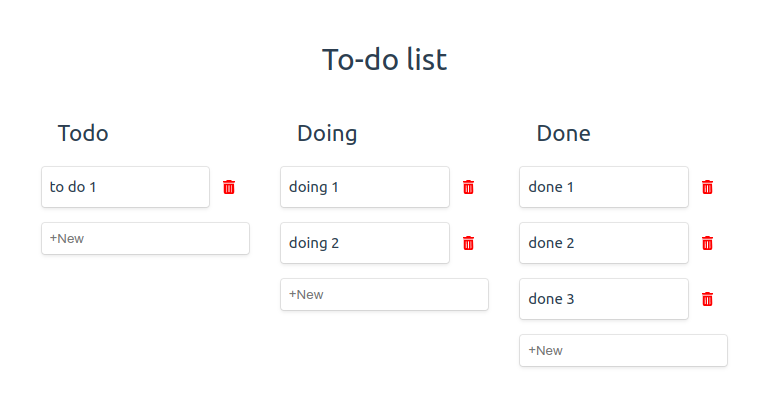 To-do list
Todo
to do 1
+New
Doing
doing 1
doing 2
+New
Done
done 1
done 2
done 3
+New